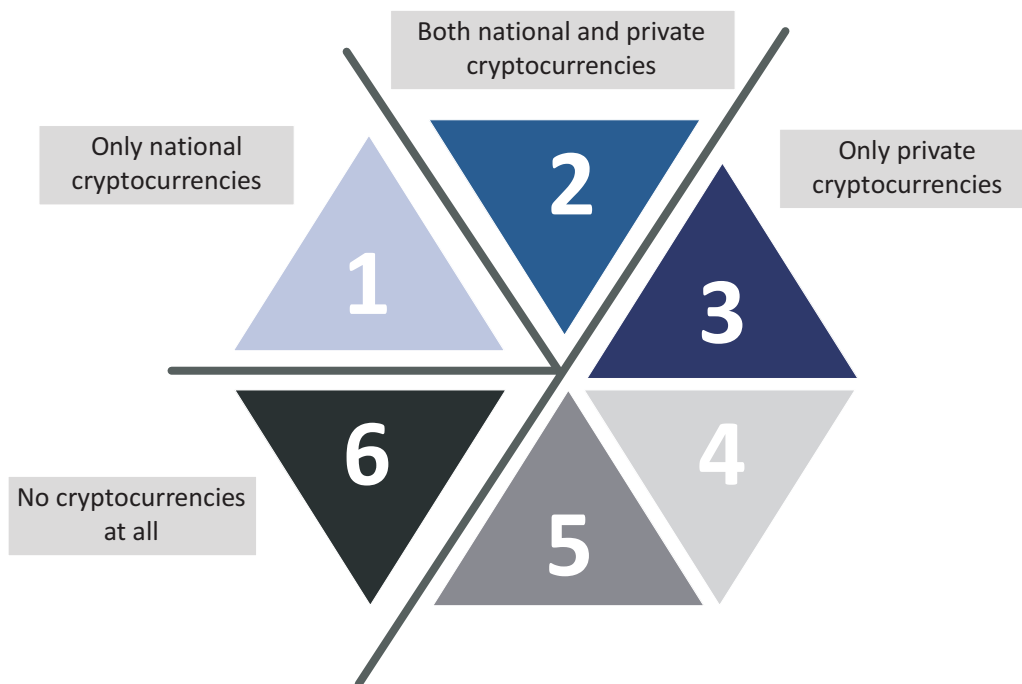 Both national and private
cryptocurrencies
Only national
cryptocurrencies
Only private
cryptocurrencies
2
1
3
6
4
5
No cryptocurrencies
at all